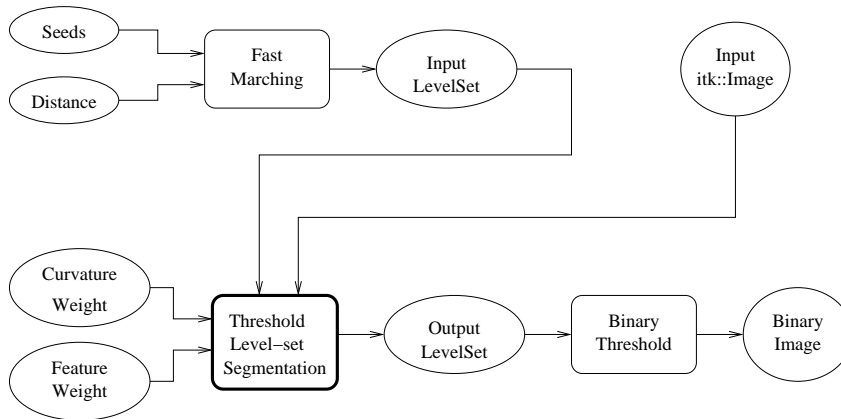 Seeds
Distance
Fast
Marching
Input
LevelSet
Input
itk::Image
Curvature
Weight
Feature
Weight
Threshold
Level−set
Segmentation
Output
LevelSet
Binary
Threshold
Binary
Image